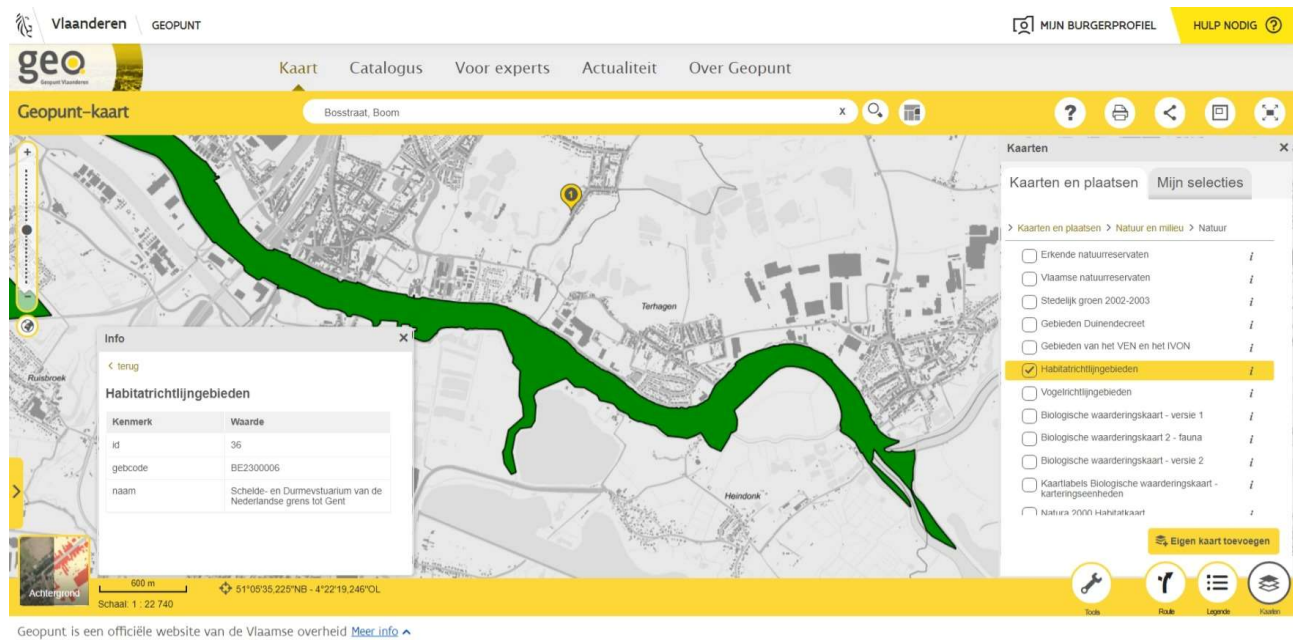 Vlaanderen GEOPUNT MIJN BURGERPROFIEL HULP NODIG ?
geo
Geopunt Vlaanderen
Kaart Catalogus Voor experts Actualiteit Over Geopunt
Geopunt-kaart Bosstraat, Boom x ?
Kaarten
Kaarten en plaatsen Mijn selecties
> Kaarten en plaatsen > Natuur en milieu > Natuur
Erkende natuurreservaten i
Vlaamse natuurreservaten i
Stedelijk groen 2002-2003 i
Gebieden Duinendecreet i
Gebieden van het VEN en het IVON i
Habitatrichtlijngebieden i
Vogelrichtlijngebieden i
Biologische waarderingskaart - versie 1 i
Biologische waarderingskaart 2 - fauna i
Biologische waarderingskaart - versie 2 i
Kaartlabels Biologische waarderingskaart -
karteringseenheden i
Natura 2000 Habitatkaart i
Eigen kaart toevoegen
1
Terhagen
Ruisbroek
Heindonk
Info
< terug
Habitatrichtlijngebieden
Kenmerk Waarde
id 36
gebcode BE2300006
naam Schelde- en Durmevstuarium van de
Nederlandse grens tot Gent
Achtergrond
600 m
Schaal: 1 : 22 740
51°05'35,225"NB - 4°22'19,246"OL
Tools Route Legende Kaarten
Geopunt is een officiële website van de Vlaamse overheid Meer info